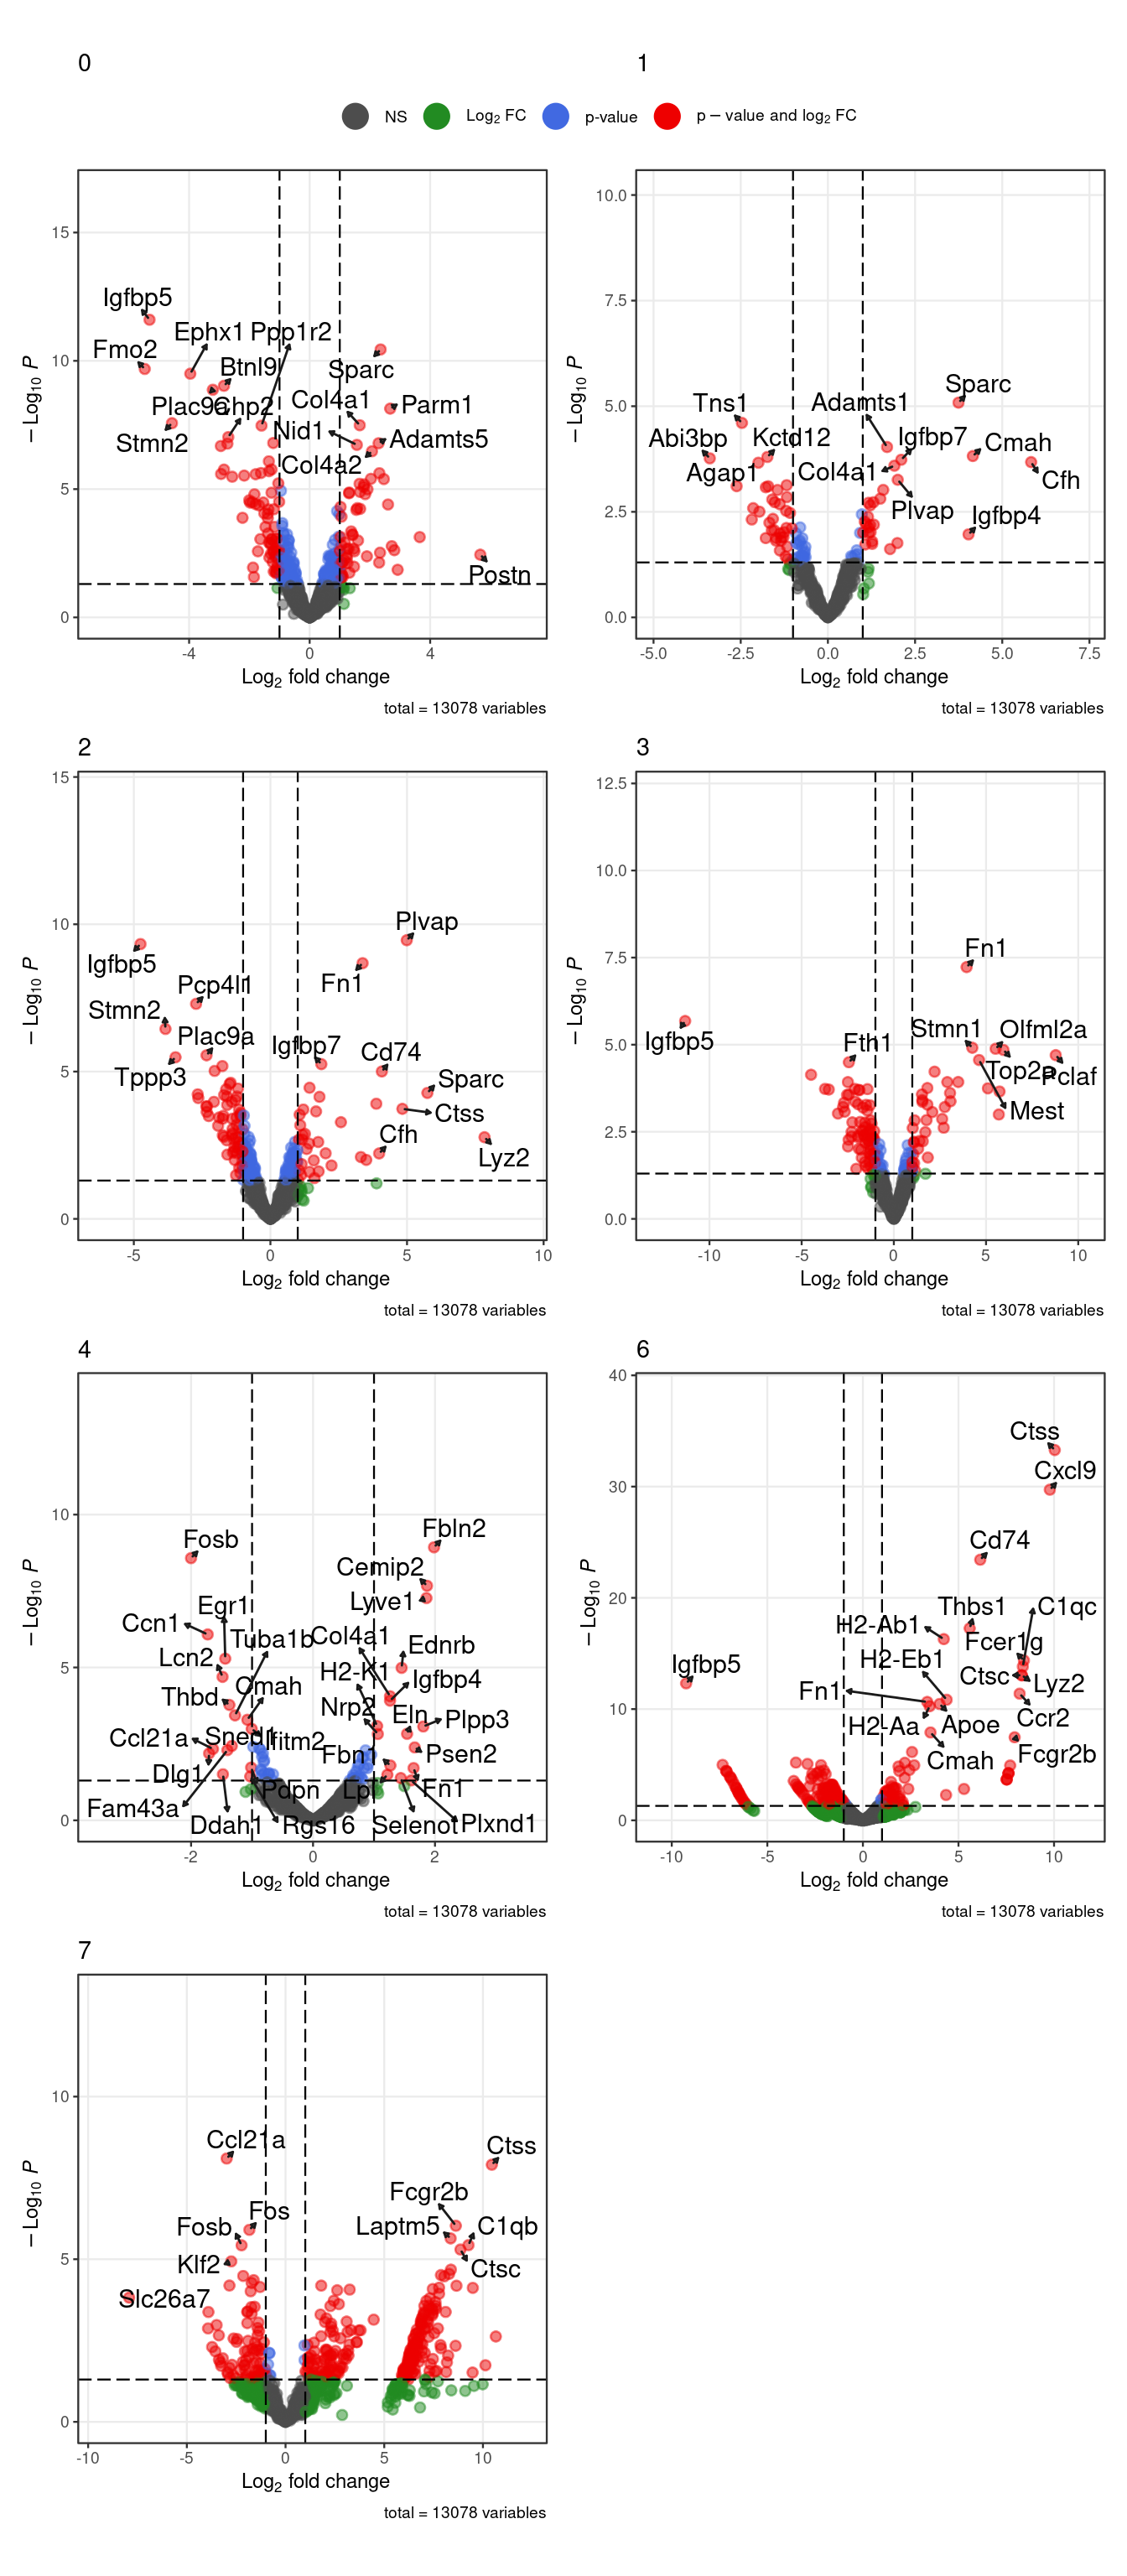 0
1
NS Log2 FC p-value p − value and log2 FC
15
10
5
0
− Log10 P
Igfbp5
Fmo2
Ephx1
Ppp1r2
Btnl9
Plac9a
Chp2
Stmn2
Sparc
Col4a1
Parm1
Nid1
Adamts5
Col4a2
Postn
-4 0 4
Log2 fold change
total = 13078 variables
10.0
7.5
5.0
2.5
0.0
− Log10 P
Sparc
Tns1
Adamts1
Abi3bp
Kctd12
Igfbp7
Cmah
Agap1
Col4a1
Cfh
Plvap
Igfbp4
-5.0 -2.5 0.0 2.5 5.0 7.5
Log2 fold change
total = 13078 variables
2
15
10
5
0
− Log10 P
Plvap
Igfbp5
Fn1
Pcp4l1
Stmn2
Plac9a
Igfbp7
Cd74
Tppp3
Sparc
Ctss
Cfh
Lyz2
-5 0 5 10
Log2 fold change
total = 13078 variables
3
12.5
10.0
7.5
5.0
2.5
0.0
− Log10 P
Fn1
Igfbp5
Fth1
Stmn1
Olfml2a
Top2a
Pclaf
Mest
-10 -5 0 5 10
Log2 fold change
total = 13078 variables
4
10
5
0
− Log10 P
Fosb
Fbln2
Cemip2
Lyve1
Egr1
Ccn1
Tuba1b
Col4a1
Ednrb
Lcn2
H2-K1
Igfbp4
Thbd
Cmah
Nrp2
Eln
Plpp3
Ccl21a
Sned1
Ifitm2
Fbn1
Psen2
Dlg1
Pdpn
Lpl
Fn1
Fam43a
Ddah1
Rgs16
Selenot
Plxnd1
-2 0 2
Log2 fold change
total = 13078 variables
6
40
30
20
10
0
− Log10 P
Ctss
Cxcl9
Cd74
Thbs1
C1qc
H2-Ab1
Fcer1g
Igfbp5
H2-Eb1
Ctsc
Lyz2
Fn1
H2-Aa
Apoe
Ccr2
Cmah
Fcgr2b
-10 -5 0 5 10
Log2 fold change
total = 13078 variables
7
10
5
0
− Log10 P
Ccl21a
Ctss
Fcgr2b
Fos
Fosb
Laptm5
C1qb
Klf2
Ctsc
Slc26a7
-10 -5 0 5 10
Log2 fold change
total = 13078 variables